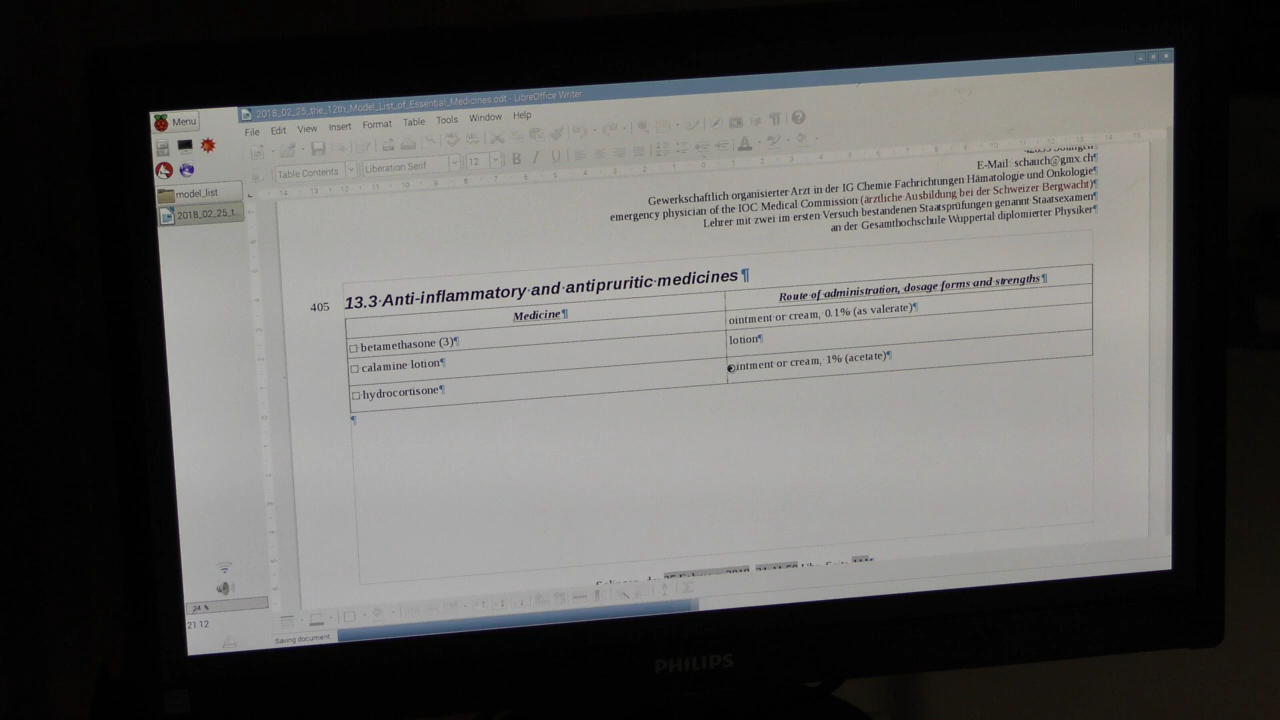 2018_02_25_the_12th_Model_List_of_Essential_Medicines.odt - LibreOffice Writer
Menu
File Edit View Insert Format Table Tools Window Help
Table Contents Liberation Serif 12
model_list
2018_02_25_t..
E-Mail: schauch@gmx.ch¶
Gewerkschaftlich organisierter Arzt in der IG Chemie Fachrichtungen Hämatologie und Onkologie¶
emergency physician of the IOC Medical Commission (ärztliche Ausbildung bei der Schweizer Bergwacht)¶
Lehrer mit zwei im ersten Versuch bestandenen Staatsprüfungen genannt Staatsexamen¶
an der Gesamthochschule Wuppertal diplomierter Physiker¶
405 13.3·Anti-inflammatory·and·antipruritic·medicines¶
Medicine¶ Route·of·administration,·dosage·forms·and·strengths¶
□·betamethasone·(3)¶ ointment·or·cream,·0.1%·(as·valerate)¶
□·calamine·lotion¶ lotion¶
□·hydrocortisone¶ ointment·or·cream,·1%·(acetate)¶
¶
24 %
21:12
Saving document
PHILIPS